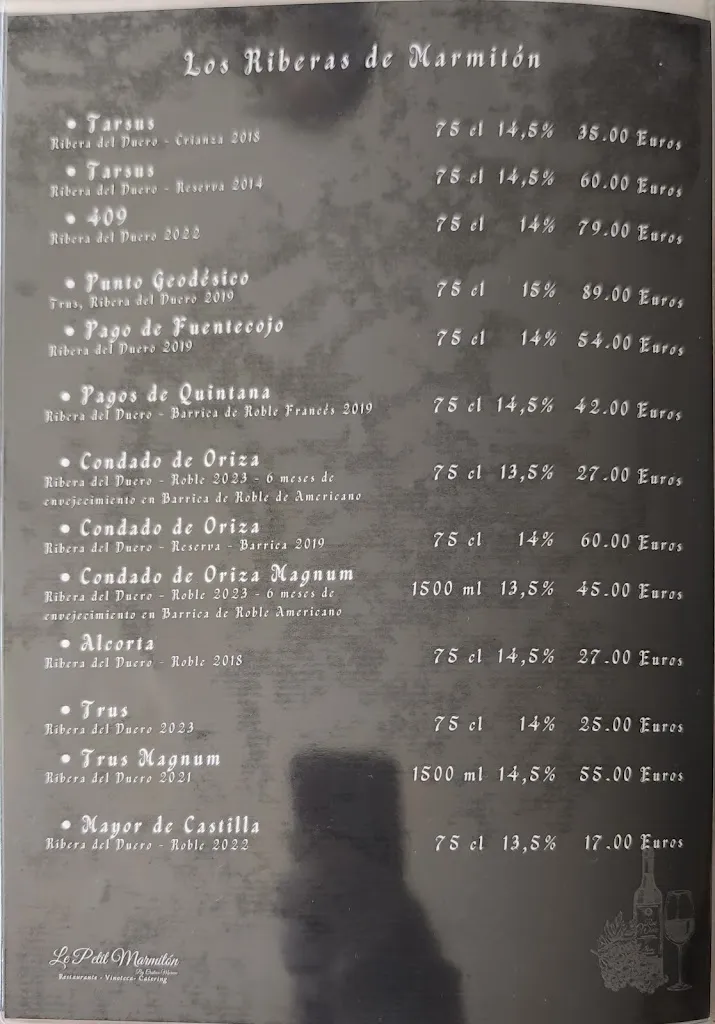 Los Riberas de Marmitón
• Tarsus 75 cl 14,5% 35.00 Euros
Ribera del Duero - Crianza 2018
• Tarsus 75 cl 14,5% 60.00 Euros
Ribera del Duero - Reserva 2014
• 409 75 cl 14% 79.00 Euros
Ribera del Duero 2022
• Punto Geodésico 75 cl 15% 89.00 Euros
Trus, Ribera del Duero 2019
• Pago de Fuentecojo 75 cl 14% 54.00 Euros
Ribera del Duero 2019
• Pagos de Quintana 75 cl 14,5% 42.00 Euros
Ribera del Duero - Barrica de Roble Francés 2019
• Condado de Oriza 75 cl 13,5% 27.00 Euros
Ribera del Duero - Roble 2023 - 6 meses de
envejecimiento en Barrica de Roble de Americano
• Condado de Oriza 75 cl 14% 60.00 Euros
Ribera del Duero - Reserva - Barrica 2019
• Condado de Oriza Magnum 1500 ml 13,5% 45.00 Euros
Ribera del Duero - Roble 2023 - 6 meses de
envejecimiento en Barrica de Roble Americano
• Alcorta 75 cl 14,5% 27.00 Euros
Ribera del Duero - Roble 2018
• Trus 75 cl 14% 25.00 Euros
Ribera del Duero 2023
• Trus Magnum 1500 ml 14,5% 55.00 Euros
Ribera del Duero 2021
• Mayor de Castilla 75 cl 13,5% 17.00 Euros
Ribera del Duero - Roble 2022
Le Petit Marmitón
Restaurante - Vinoteca- Catering